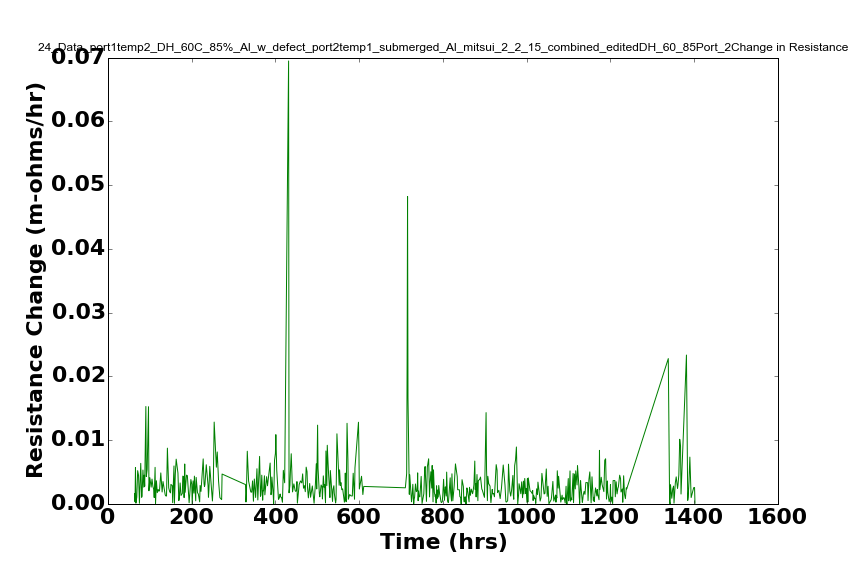 24_Data_port1temp2_DH_60C_85%_Al_w_defect_port2temp1_submerged_Al_mitsui_2_2_15_combined_editedDH_60_85Port_2Change in Resistance
0.07
0.06
0.05
0.04
0.03
0.02
0.01
0.00
Resistance Change (m-ohms/hr)
0 200 400 600 800 1000 1200 1400 1600
Time (hrs)